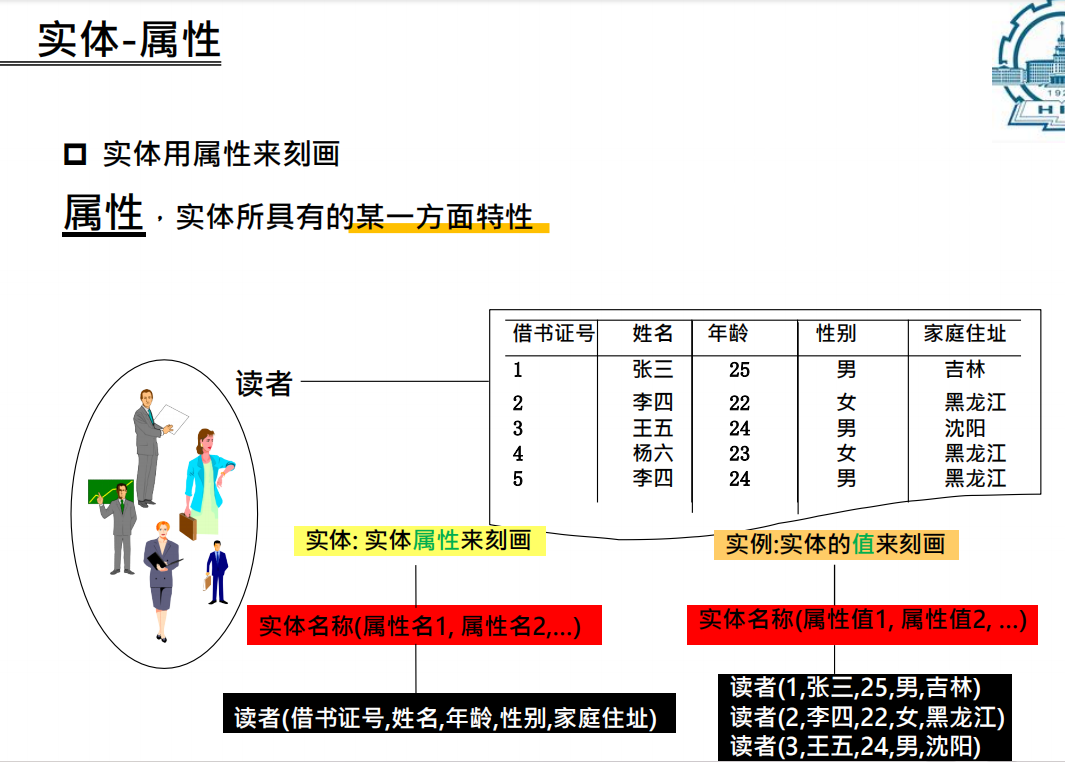 实体-属性
实体用属性来刻画
属性，实体所具有的某一方面特性
读者
借书证号 姓名 年龄 性别 家庭住址
1 张三 25 男 吉林
2 李四 22 女 黑龙江
3 王五 24 男 沈阳
4 杨六 23 女 黑龙江
5 李四 24 男 黑龙江
实体: 实体属性来刻画
实例:实体的值来刻画
实体名称(属性名1, 属性名2,...)
实体名称(属性值1, 属性值2, ...)
读者(借书证号,姓名,年龄,性别,家庭住址)
读者(1,张三,25,男,吉林)
读者(2,李四,22,女,黑龙江)
读者(3,王五,24,男,沈阳)